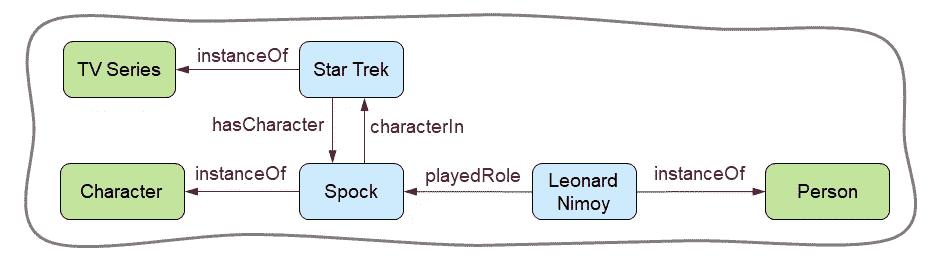 TV Series
instanceOf
Star Trek
hasCharacter
characterIn
Character
instanceOf
Spock
playedRole
Leonard
Nimoy
instanceOf
Person